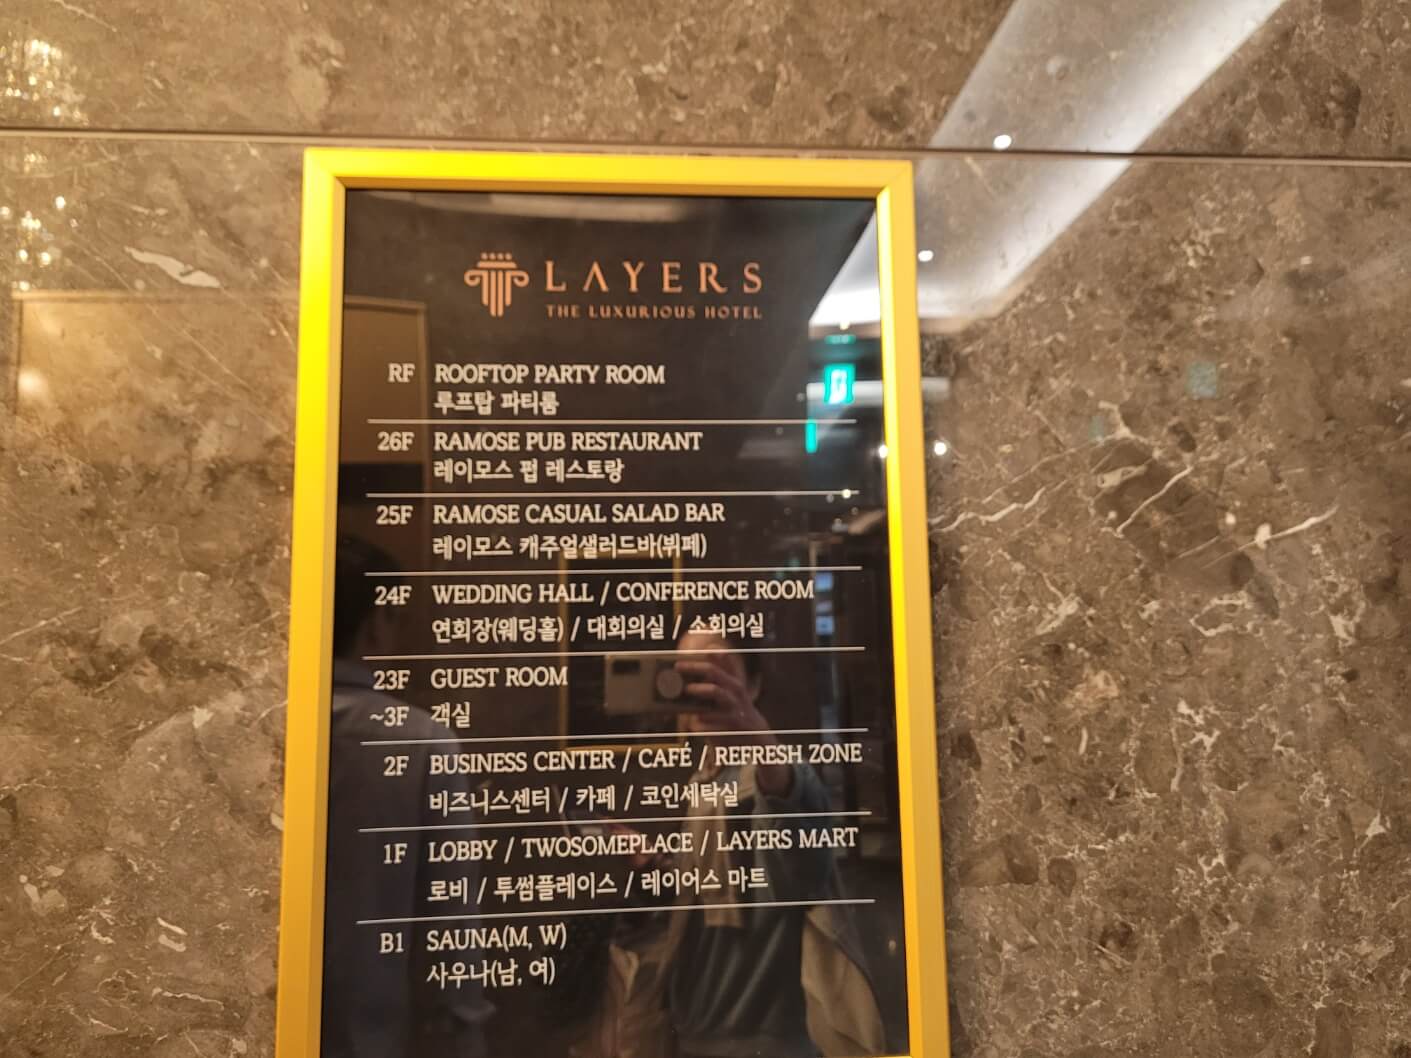 LAYERS
THE LUXURIOUS HOTEL
RF ROOFTOP PARTY ROOM
루프탑 파티룸
26F RAMOSE PUB RESTAURANT
레이모스 펍 레스토랑
25F RAMOSE CASUAL SALAD BAR
레이모스 캐주얼샐러드바(뷔페)
24F WEDDING HALL / CONFERENCE ROOM
연회장(웨딩홀) / 대회의실 / 소회의실
23F GUEST ROOM
~3F 객실
2F BUSINESS CENTER / CAFÉ / REFRESH ZONE
비즈니스센터 / 카페 / 코인세탁실
1F LOBBY / TWOSOMEPLACE / LAYERS MART
로비 / 투썸플레이스 / 레이어스 마트
B1 SAUNA(M, W)
사우나(남, 여)